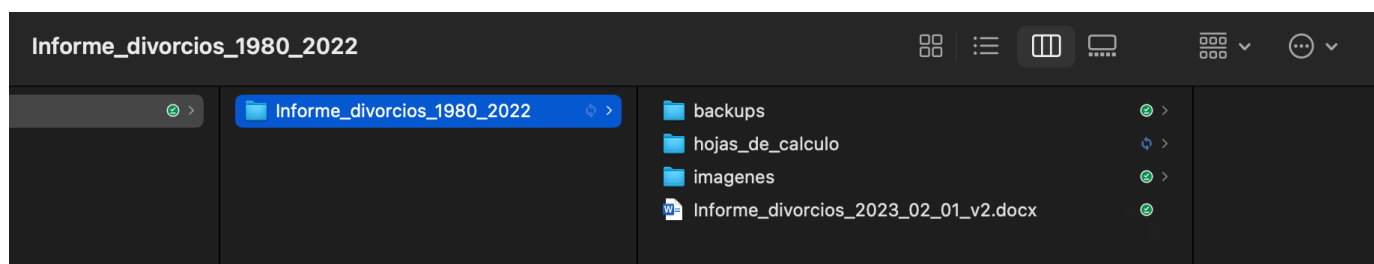 Informe_divorcios_1980_2022
Informe_divorcios_1980_2022
backups
hojas_de_calculo
imagenes
Informe_divorcios_2023_02_01_v2.docx